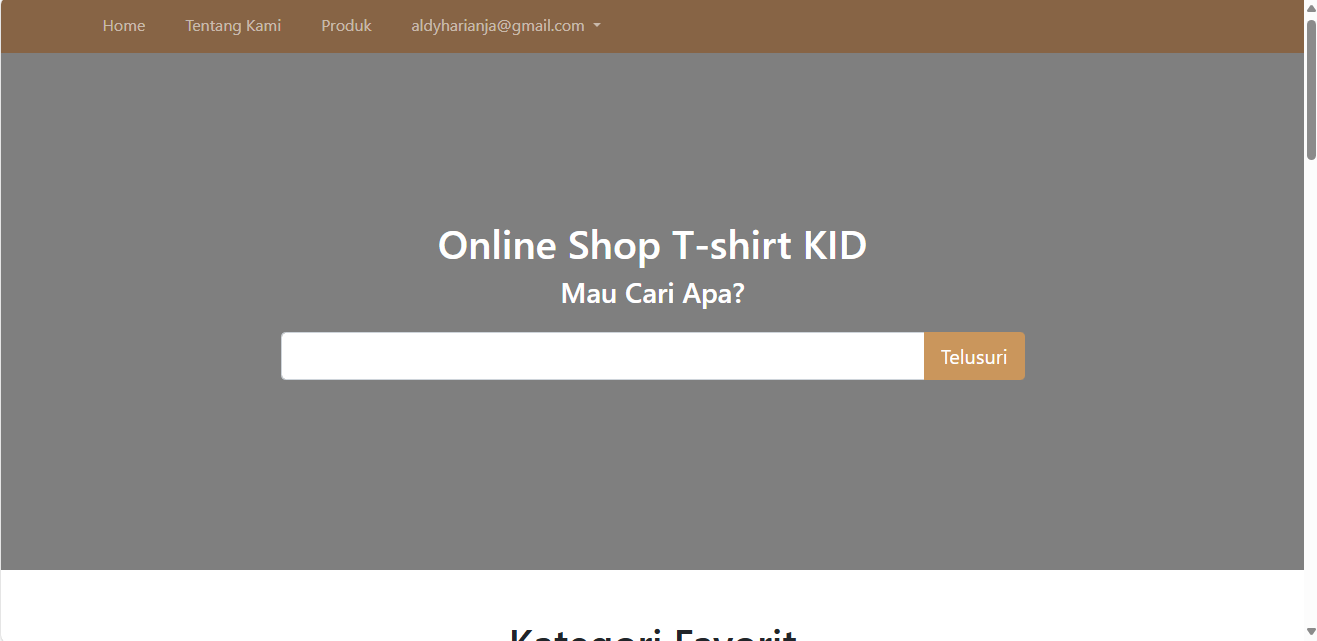 Home Tentang Kami Produk aldyharianja@gmail.com
Online Shop T-shirt KID
Mau Cari Apa?
Telusuri
Kategori Favorit